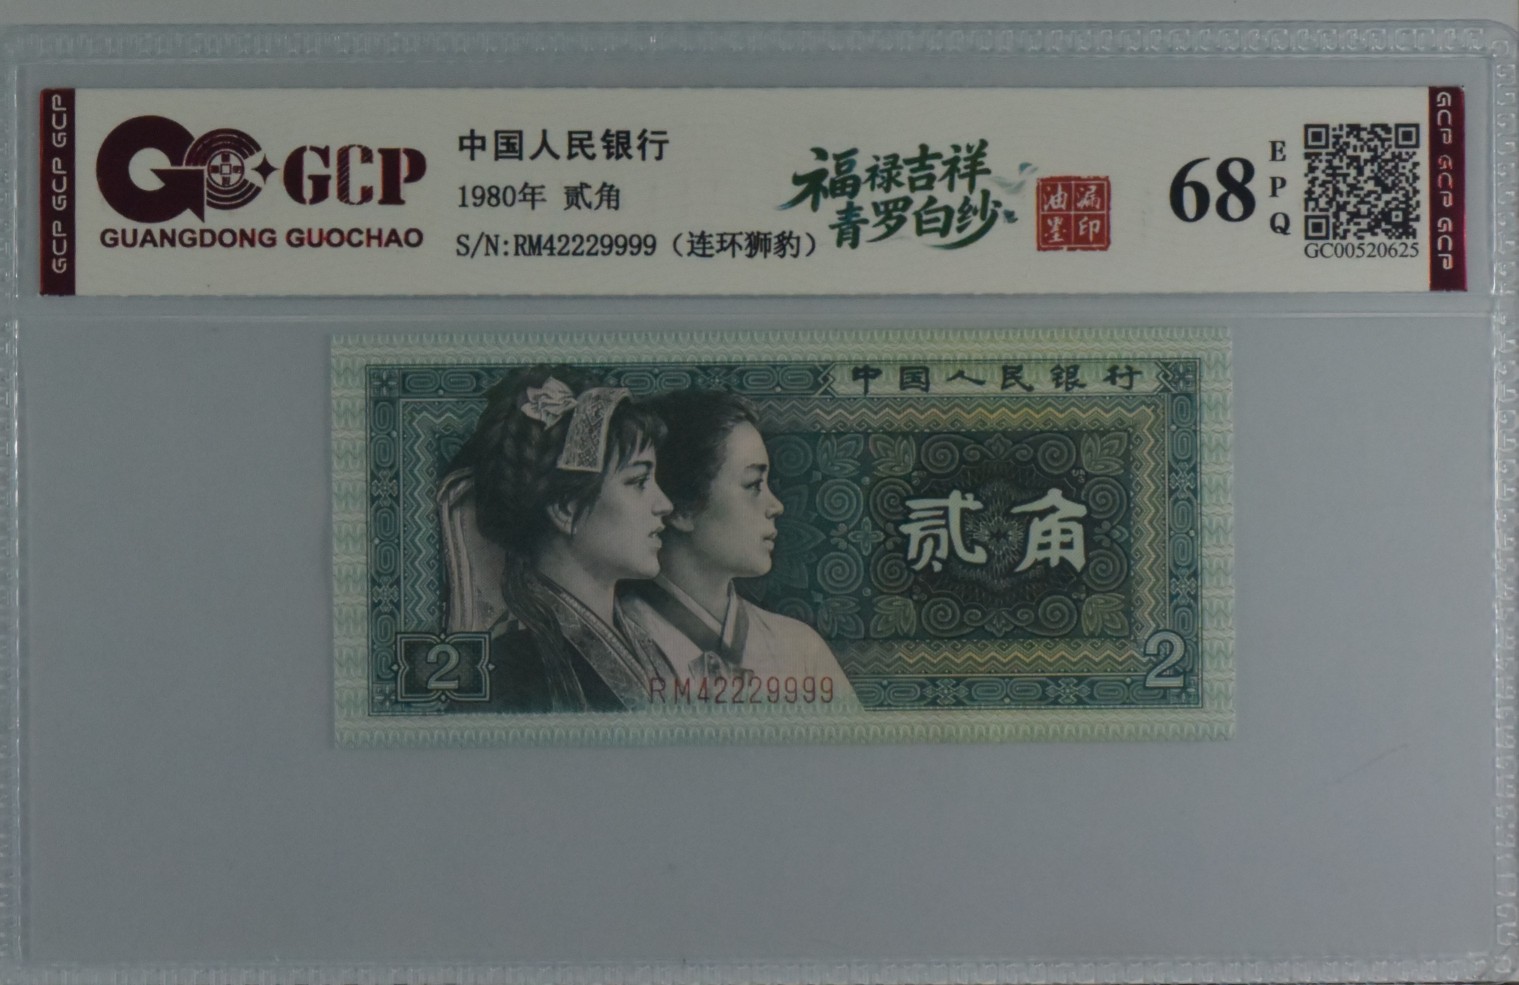 GCP GCP GCP
GCP
GUANGDONG GUOCHAO
中国人民银行
1980年 贰角
S/N:RM42229999（连环狮豹）
福禄吉祥
青罗白纱
油漏
墨印
68
EPQ
GC00520625
GCP GCP GCP
中国人民银行
贰角
2
2
RM42229999